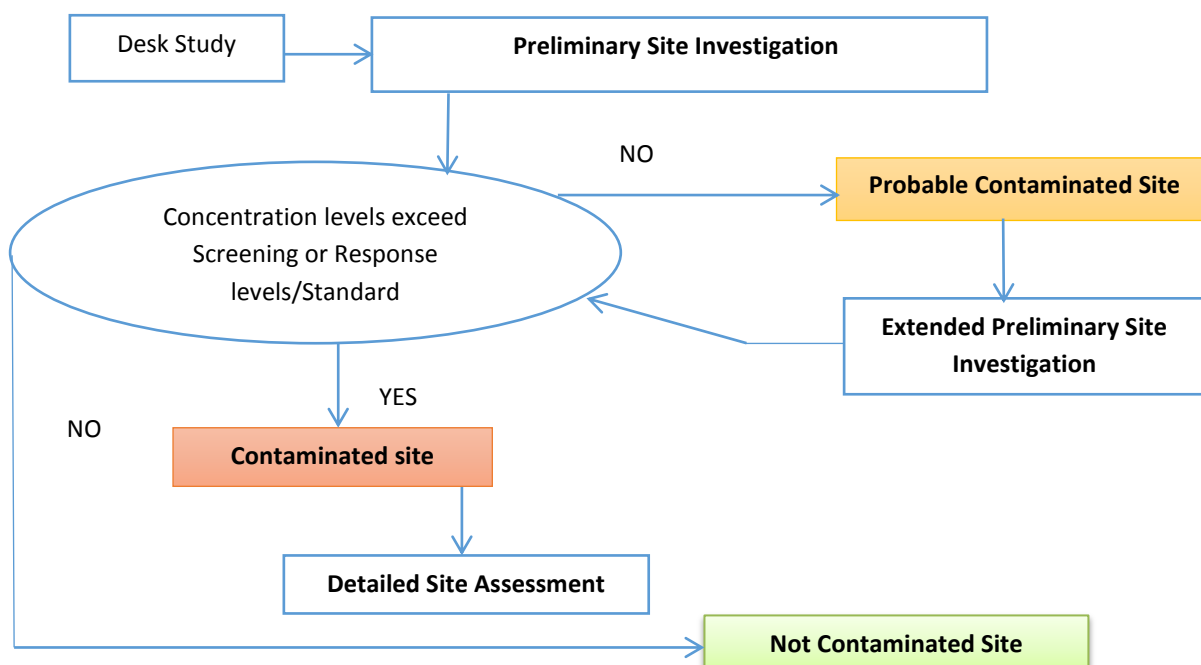 Desk Study
Preliminary Site Investigation
NO
Probable Contaminated Site
Concentration levels exceed
Screening or Response
levels/Standard
Extended Preliminary Site
Investigation
YES
NO
Contaminated site
Detailed Site Assessment
Not Contaminated Site